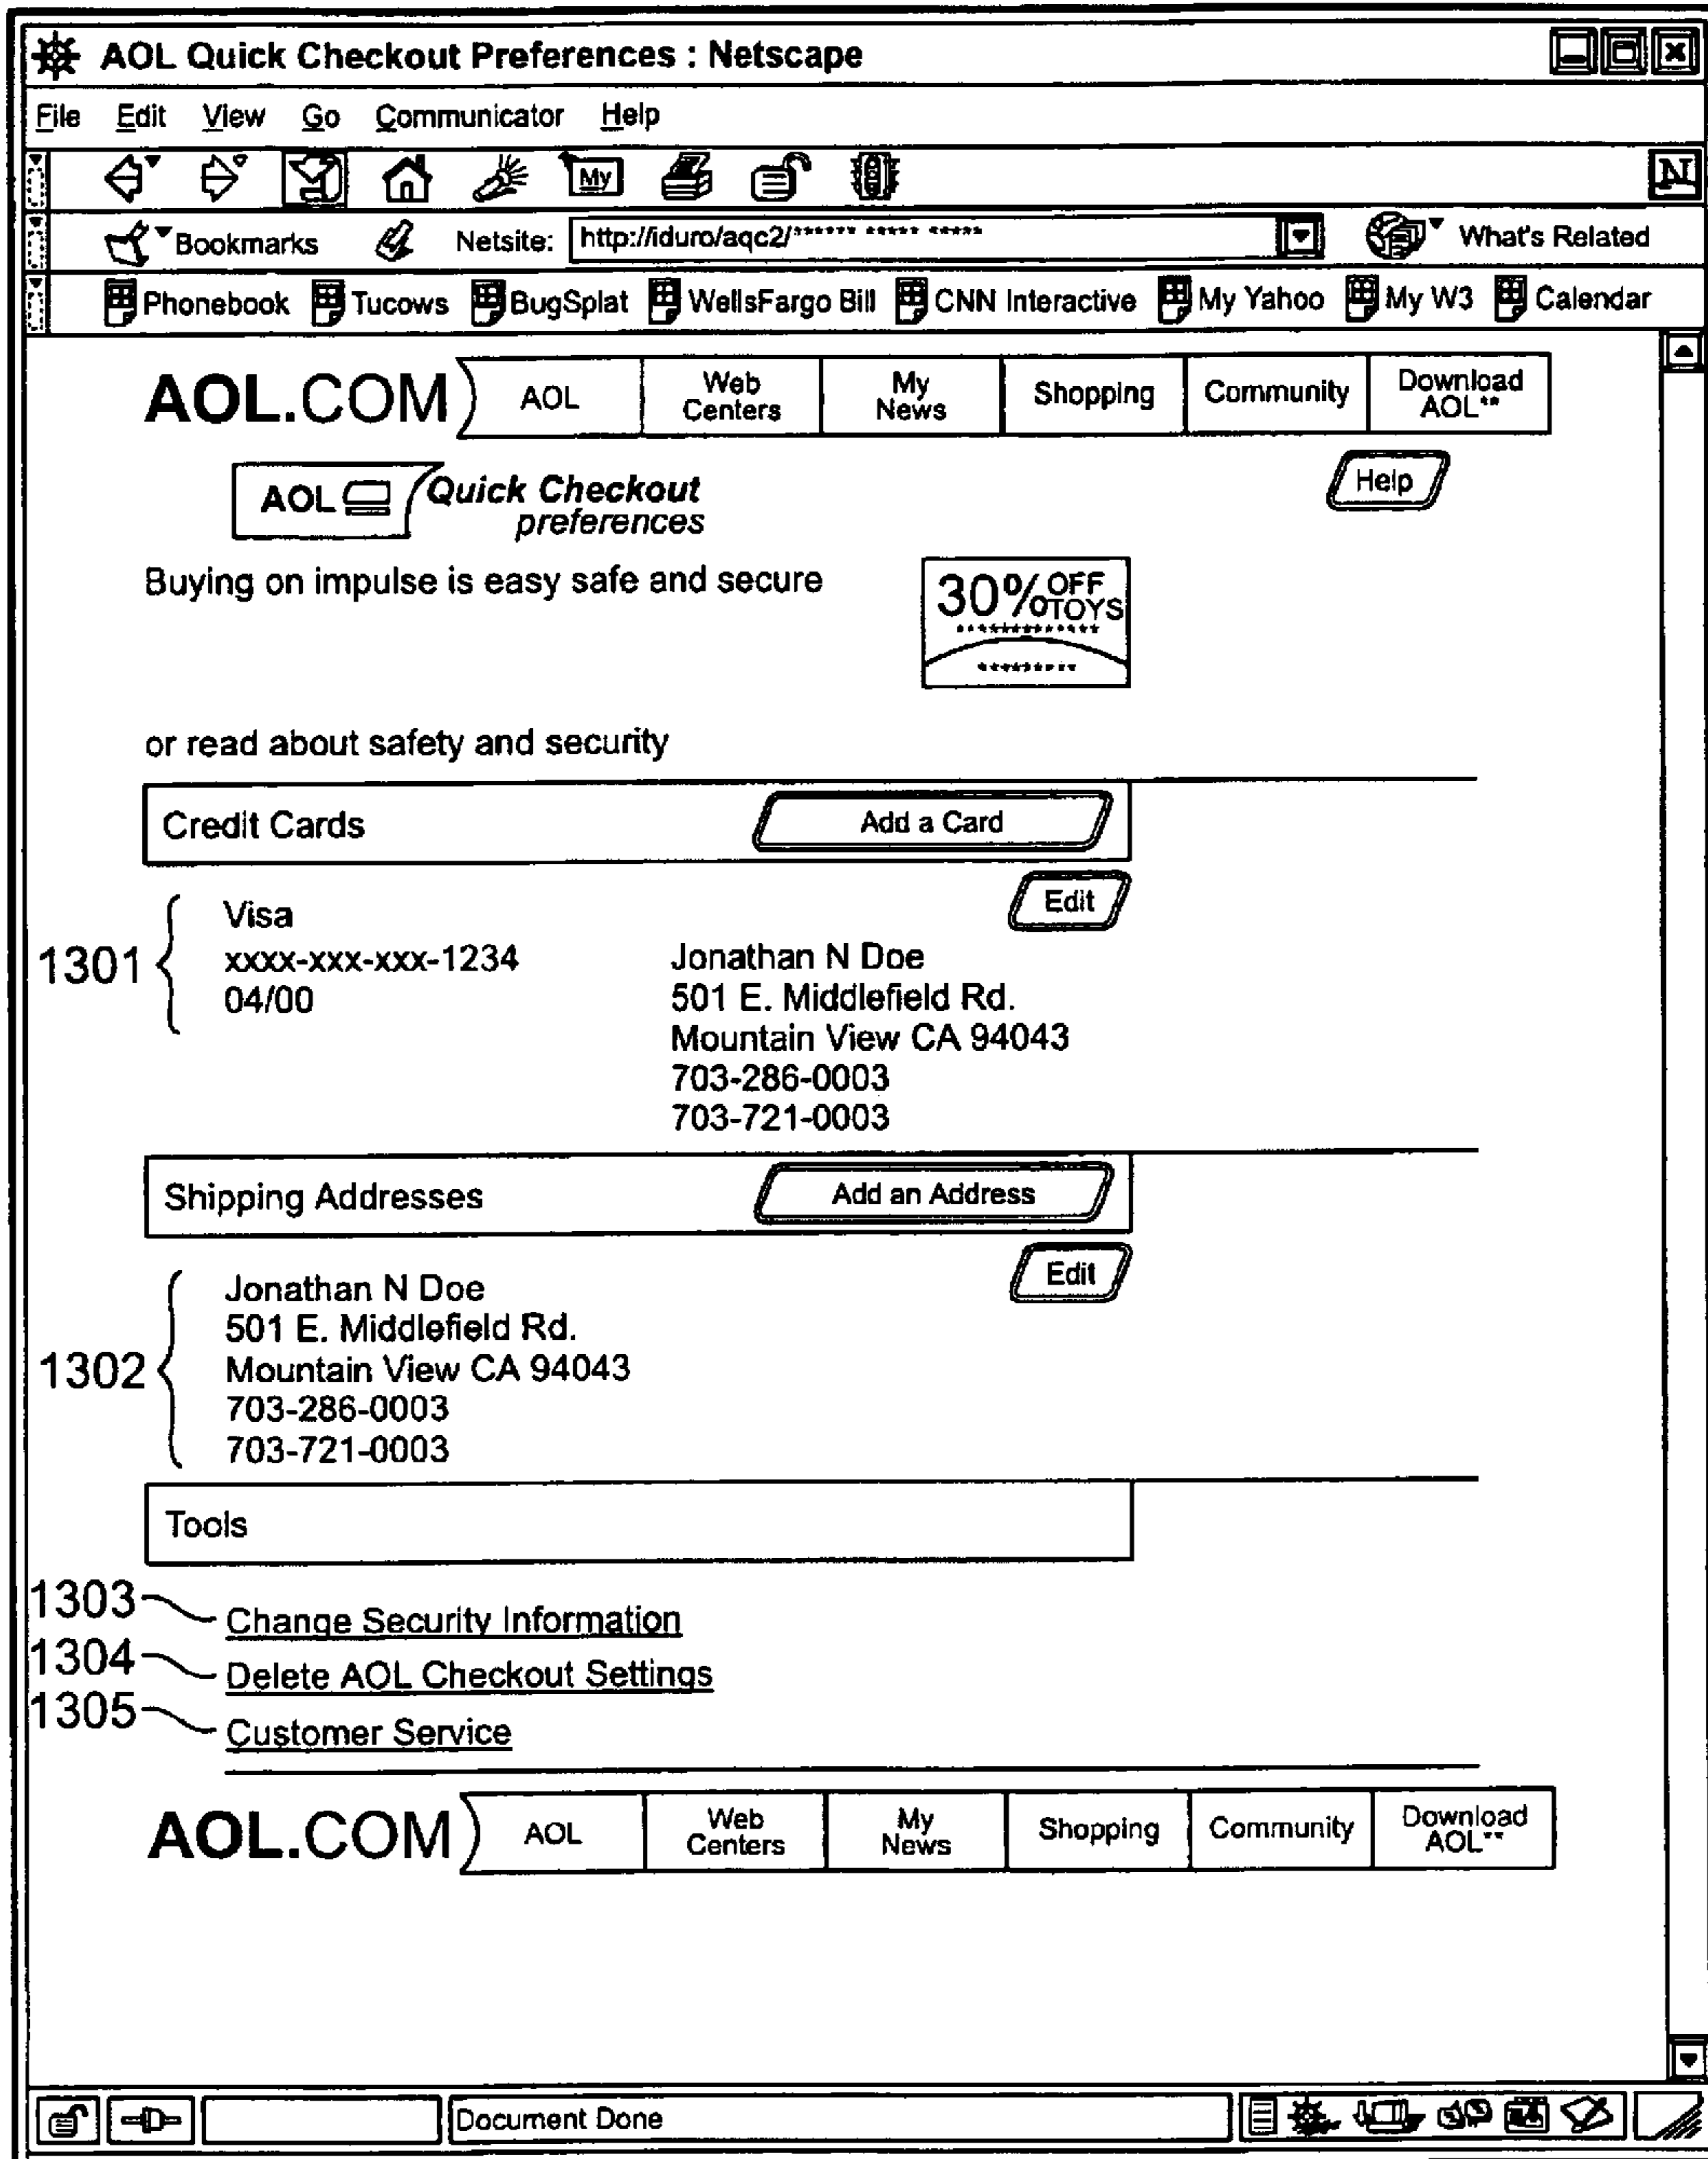 AOL Quick Checkout Preferences : Netscape
File Edit View Go Communicator Help
My N
Bookmarks Netsite: http://iduro/aqc2/****** ***** ***** What's Related
Phonebook Tucows BugSplat WellsFargo Bill CNN Interactive My Yahoo My W3 Calendar
AOL.COM AOL Web Centers My News Shopping Community Download AOL**
AOL Quick Checkout Help
preferences
Buying on impulse is easy safe and secure
30% OFF TOYS
*************
*********
or read about safety and security
Credit Cards Add a Card
Edit
1301
Visa
xxxx-xxx-xxx-1234
04/00
Jonathan N Doe
501 E. Middlefield Rd.
Mountain View CA 94043
703-286-0003
703-721-0003
Shipping Addresses Add an Address
Edit
1302
Jonathan N Doe
501 E. Middlefield Rd.
Mountain View CA 94043
703-286-0003
703-721-0003
Tools
1303 Change Security Information
1304 Delete AOL Checkout Settings
1305 Customer Service
AOL.COM AOL Web Centers My News Shopping Community Download AOL**
Document Done